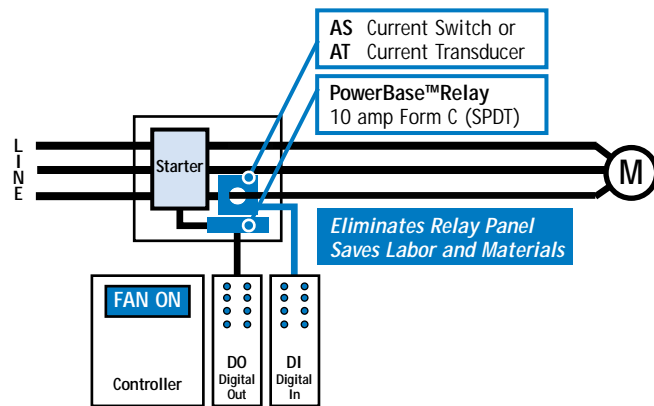 AS Current Switch or
AT Current Transducer
PowerBase™Relay
10 amp Form C (SPDT)
LINE
Starter
M
Eliminates Relay Panel
Saves Labor and Materials
FAN ON
Controller
DO
Digital
Out
DI
Digital
In